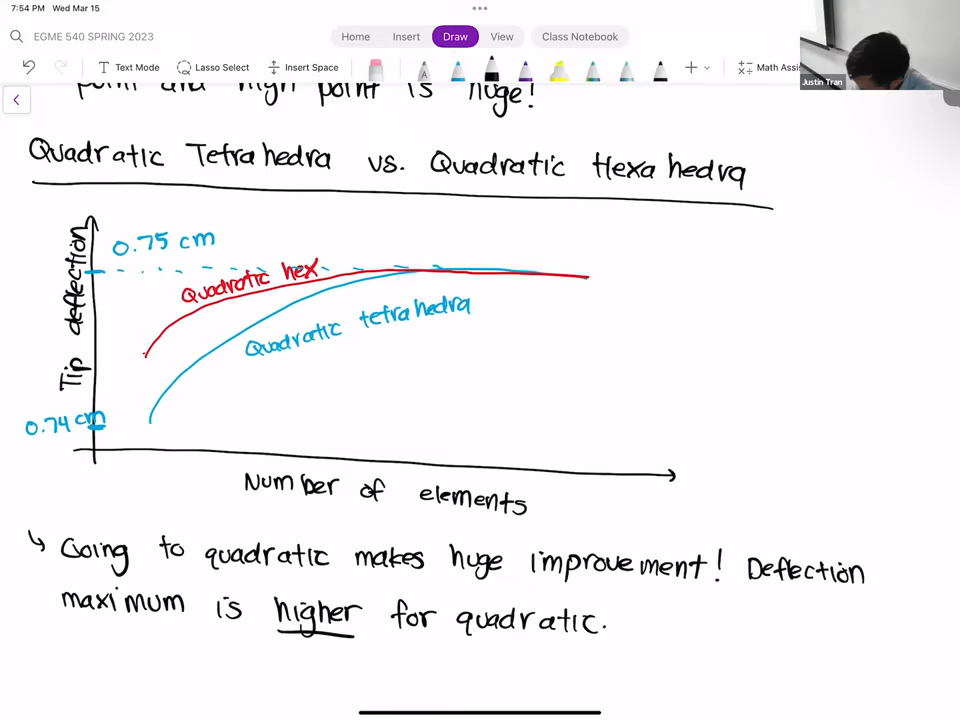 7:54 PM Wed Mar 15
EGME 540 SPRING 2023
Home Insert Draw View Class Notebook
Text Mode Lasso Select Insert Space Math Assis
Justin Tran
point and high point is huge!
Quadratic Tetrahedra vs. Quadratic Hexahedra
0.75 cm
Quadratic hex
Quadratic tetrahedra
Tip deflection
0.74 cm
Number of elements
↳ Going to quadratic makes huge improvement! Deflection
maximum is higher for quadratic.